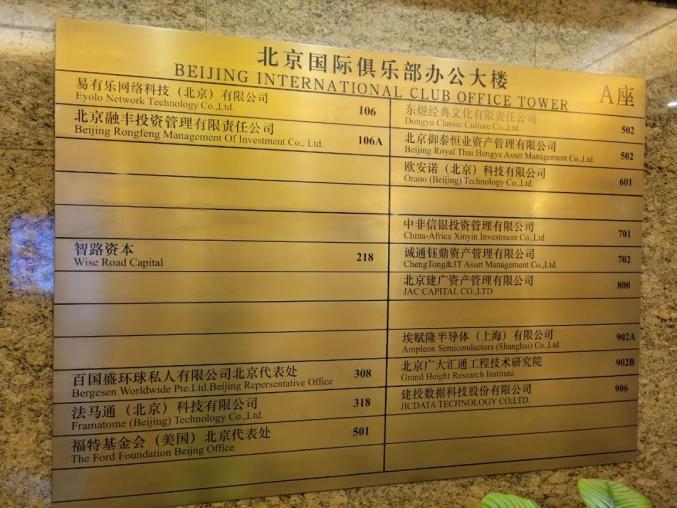 北京国际俱乐部办公大楼
BEIJING INTERNATIONAL CLUB OFFICE TOWER
A座
易有乐网络科技（北京）有限公司
Eyolo Network Technology Co.,Ltd. 106
北京融丰投资管理有限责任公司
Beijing Rongfeng Management Of Investment Co., Ltd. 106A
智路资本
Wise Road Capital 218
百国盛环球私人有限公司北京代表处
Bergesen Worldwide Pte.Ltd.Beijing Repersentative Office 308
法马通（北京）科技有限公司
Framatome (Beijing) Technology Co.,Ltd. 318
福特基金会（美国）北京代表处
The Ford Foundation Beijng Office 501
东煜经典文化有限责任公司
Dongyu Classic Culture Co.,Ltd 502
北京御泰恒业资产管理有限公司
Beijing Royal Thai Hengye Asset Management Co.,Ltd 502
欧安诺（北京）科技有限公司
Orano (Beijing) Technology Co.,Ltd 601
中非信银投资管理有限公司
China-Africa Xinyin Investment Co.,Ltd 701
诚通钰鼎资产管理有限公司
ChengTong&3T Asset Management Co.,Ltd. 702
北京建广资产管理有限公司
JAC CAPITAL CO.,LTD 800
埃赋隆半导体（上海）有限公司
Ampleon Semiconductors (Shanghai) Co.,Ltd 902A
北京广大汇通工程技术研究院
Grand Height Research Institute 902B
建投数据科技股份有限公司
JICDATA TECHNOLOGY CO;LTD. 906